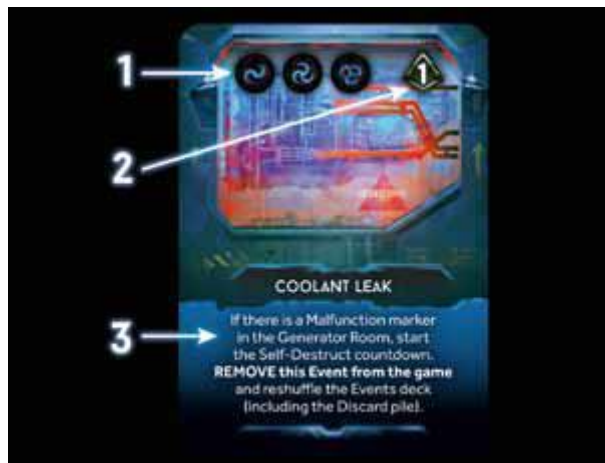 1
1
2
COOLANT LEAK
3
If there is a Malfunction marker
in the Generator Room, start
the Self-Destruct countdown.
REMOVE this Event from the game
and reshuffle the Events deck
(including the Discard pile).